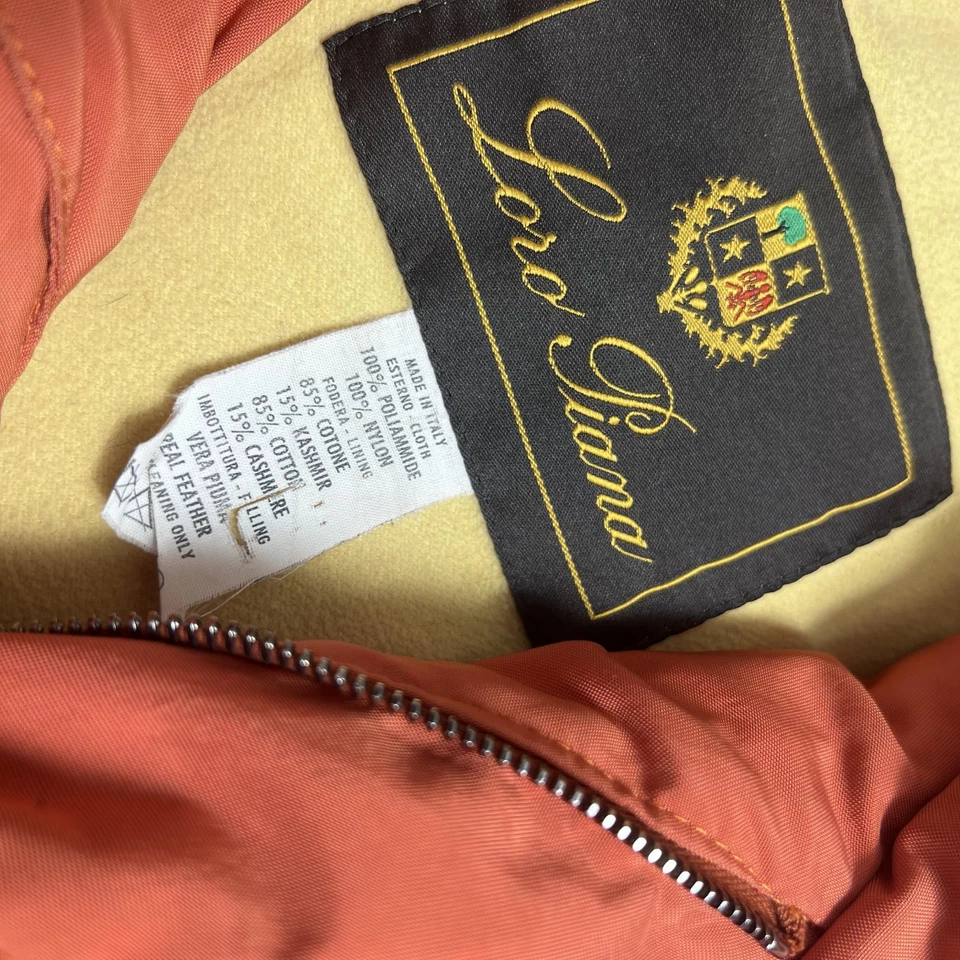 Loro Piana
MADE IN ITALY
ESTERNO - CLOTH
100% POLIAMMIDE
100% NYLON
FODERA - LINING
85% COTONE
15% KASHMIR
85% COTTON
15% CASHMERE
IMBOTTITURA - FILLING
VERA PIUMA
REAL FEATHER
EANING ONLY